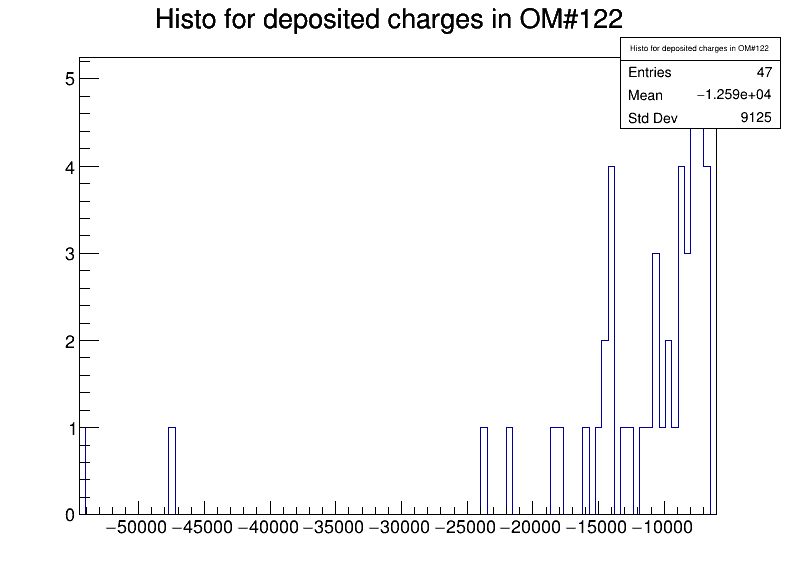 Histo for deposited charges in OM#122
Histo for deposited charges in OM#122
Entries 47
Mean −1.259e+04
Std Dev 9125
5
4
3
2
1
0
−50000 −45000 −40000 −35000 −30000 −25000 −20000 −15000 −10000